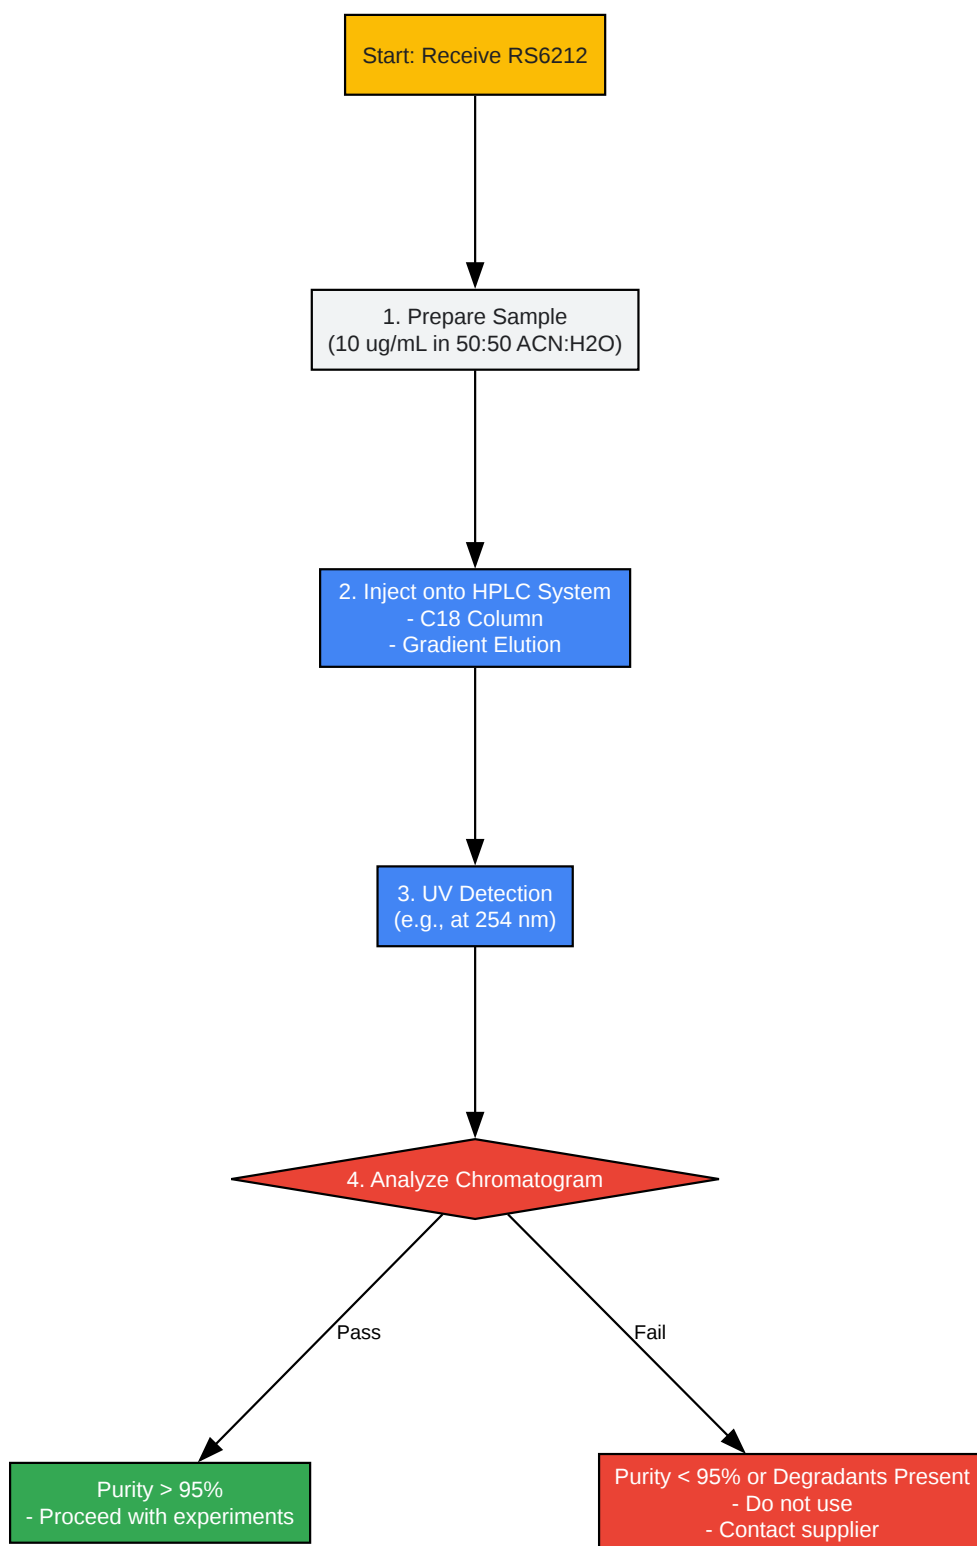 Start: Receive RS6212
1. Prepare Sample
(10 ug/mL in 50:50 ACN:H2O)
2. Inject onto HPLC System
- C18 Column
- Gradient Elution
3. UV Detection
(e.g., at 254 nm)
4. Analyze Chromatogram
Pass
Fail
Purity > 95%
- Proceed with experiments
Purity < 95% or Degradants Present
- Do not use
- Contact supplier